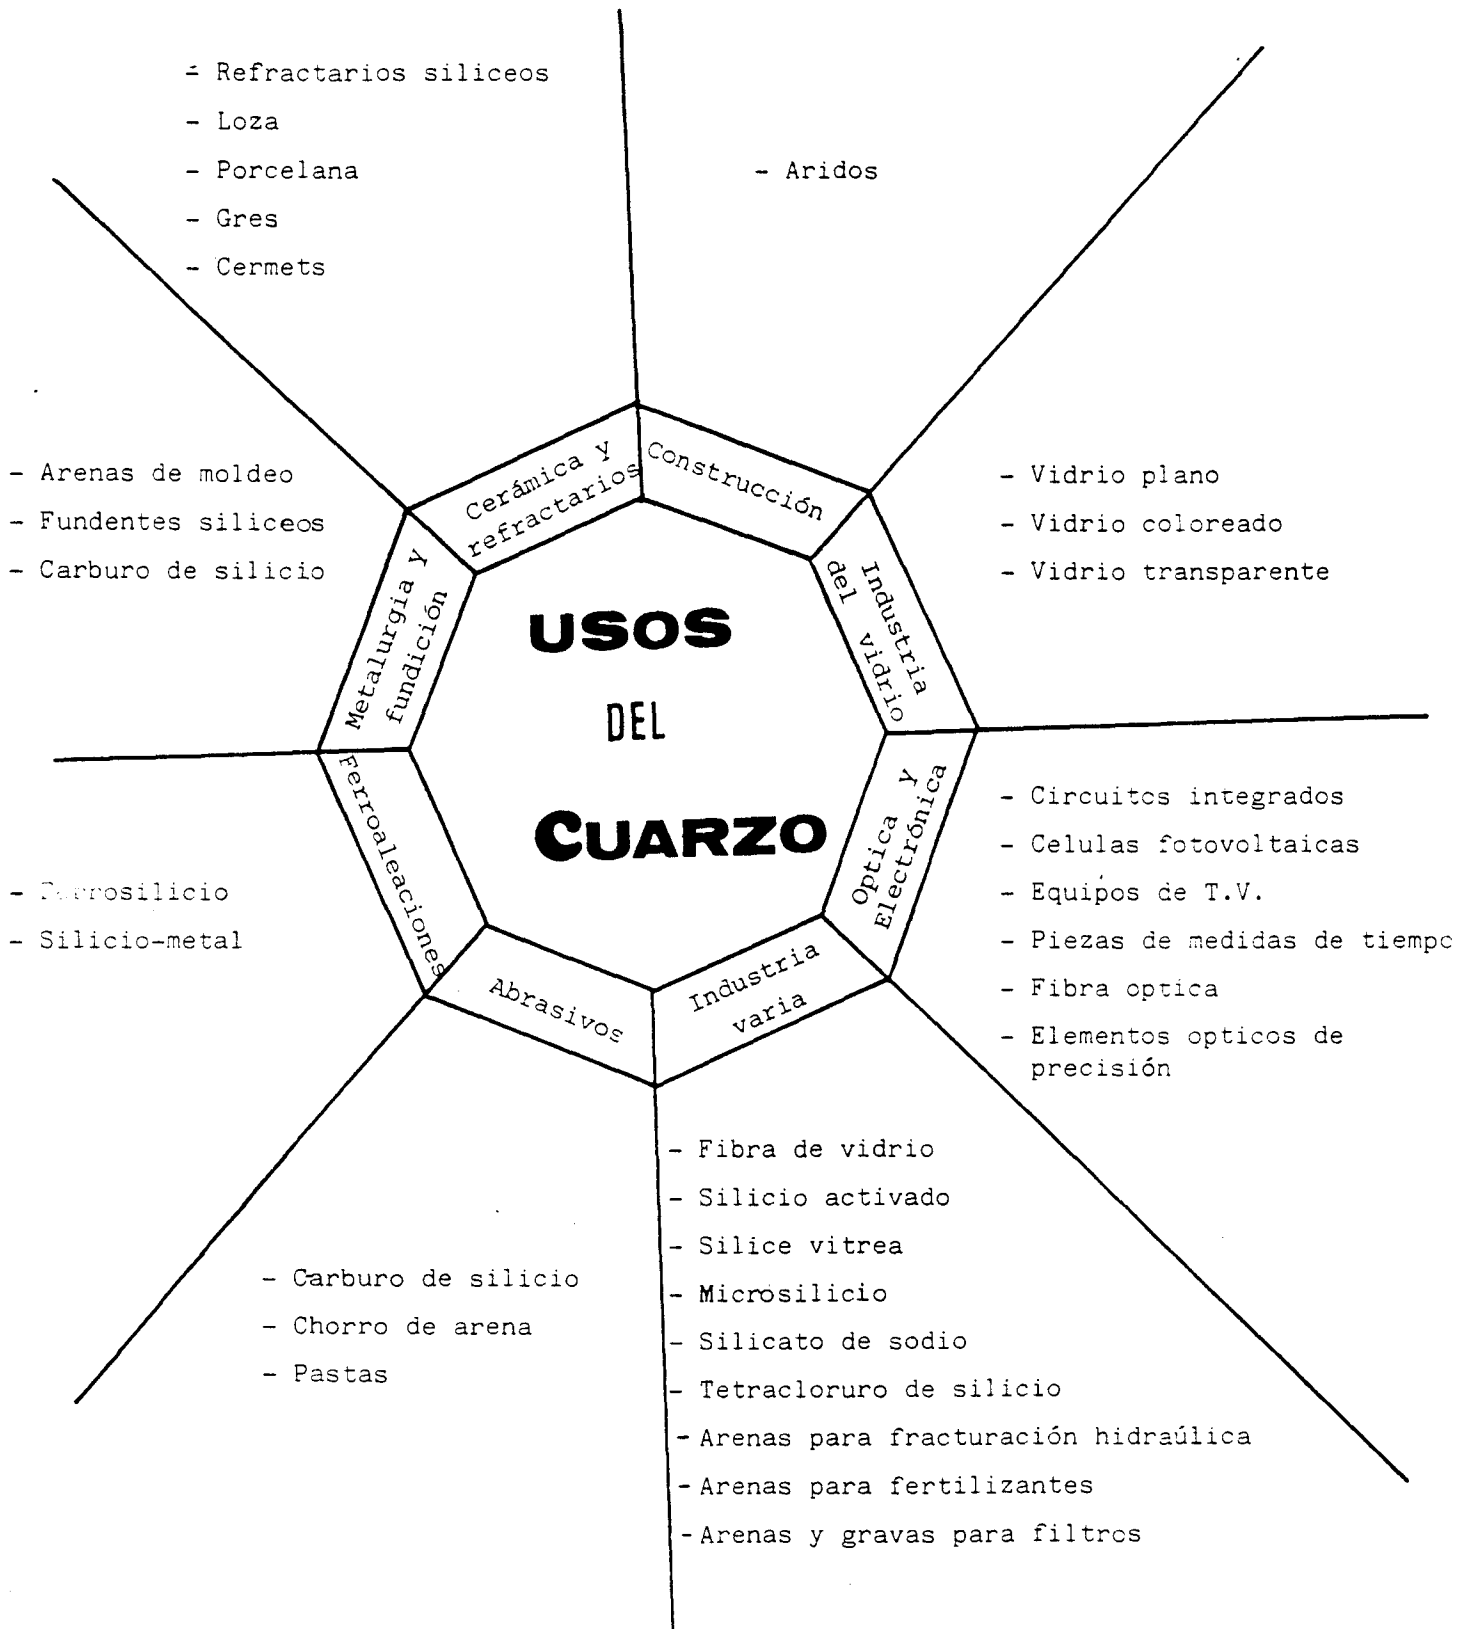 - Refractarios siliceos
- Loza
- Porcelana
- Gres
- Cermets
- Aridos
- Arenas de moldeo
- Fundentes siliceos
- Carburo de silicio
Cerámica y
refractarios
Construcción
- Vidrio plano
- Vidrio coloreado
- Vidrio transparente
Metalurgia y
fundición
Industria
del vidrio
USOS
DEL
CUARZO
Ferroaleaciones
Optica y
Electrónica
- Circuitos integrados
- Celulas fotovoltaicas
- Equipos de T.V.
- Piezas de medidas de tiempo
- Fibra optica
- Elementos opticos de
precisión
- Ferrosilicio
- Silicio-metal
Abrasivos
Industria
varia
- Fibra de vidrio
- Silicio activado
- Silice vitrea
- Microsilicio
- Silicato de sodio
- Tetracloruro de silicio
- Arenas para fracturación hidraúlica
- Arenas para fertilizantes
- Arenas y gravas para filtros
- Carburo de silicio
- Chorro de arena
- Pastas